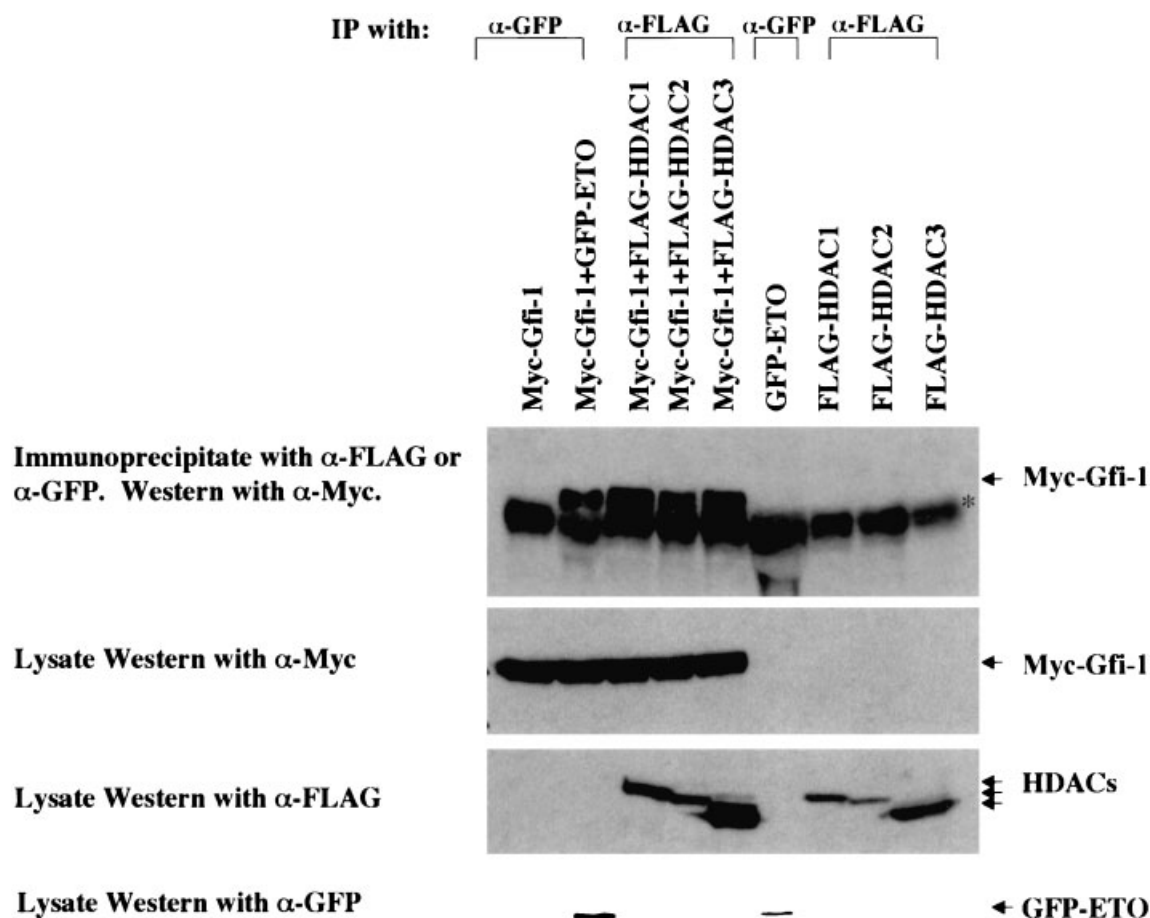 IP with: α-GFP α-FLAG α-GFP α-FLAG
Myc-Gfi-1
Myc-Gfi-1+GFP-ETO
Myc-Gfi-1+FLAG-HDAC1
Myc-Gfi-1+FLAG-HDAC2
Myc-Gfi-1+FLAG-HDAC3
GFP-ETO
FLAG-HDAC1
FLAG-HDAC2
FLAG-HDAC3
Immunoprecipitate with α-FLAG or
α-GFP. Western with α-Myc.
Myc-Gfi-1
*
Lysate Western with α-Myc
Myc-Gfi-1
Lysate Western with α-FLAG
HDACs
Lysate Western with α-GFP
GFP-ETO